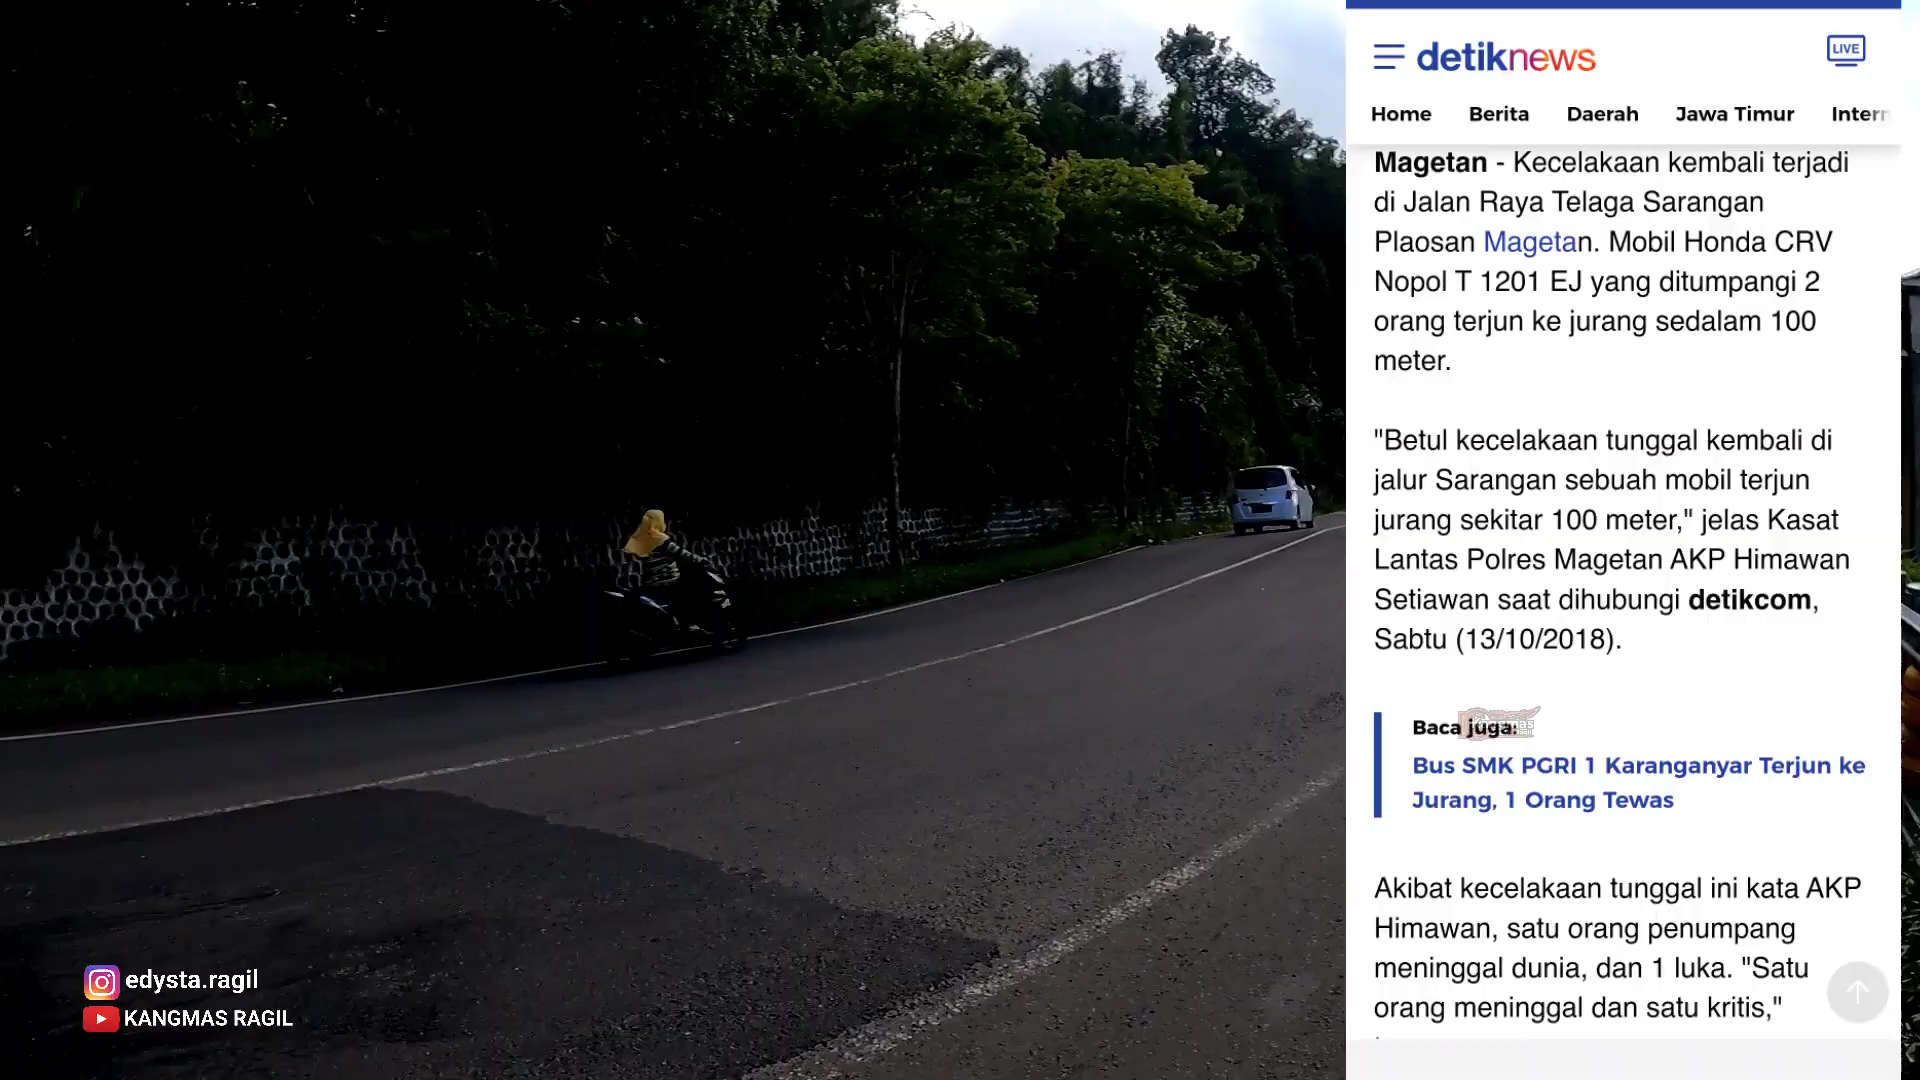 detiknews
LIVE
Home Berita Daerah Jawa Timur Intern
Magetan - Kecelakaan kembali terjadi
di Jalan Raya Telaga Sarangan
Plaosan Magetan. Mobil Honda CRV
Nopol T 1201 EJ yang ditumpangi 2
orang terjun ke jurang sedalam 100
meter.
"Betul kecelakaan tunggal kembali di
jalur Sarangan sebuah mobil terjun
jurang sekitar 100 meter," jelas Kasat
Lantas Polres Magetan AKP Himawan
Setiawan saat dihubungi detikcom,
Sabtu (13/10/2018).
Baca juga:
Bus SMK PGRI 1 Karanganyar Terjun ke
Jurang, 1 Orang Tewas
Akibat kecelakaan tunggal ini kata AKP
Himawan, satu orang penumpang
meninggal dunia, dan 1 luka. "Satu
orang meninggal dan satu kritis,"
edysta.ragil
KANGMAS RAGIL